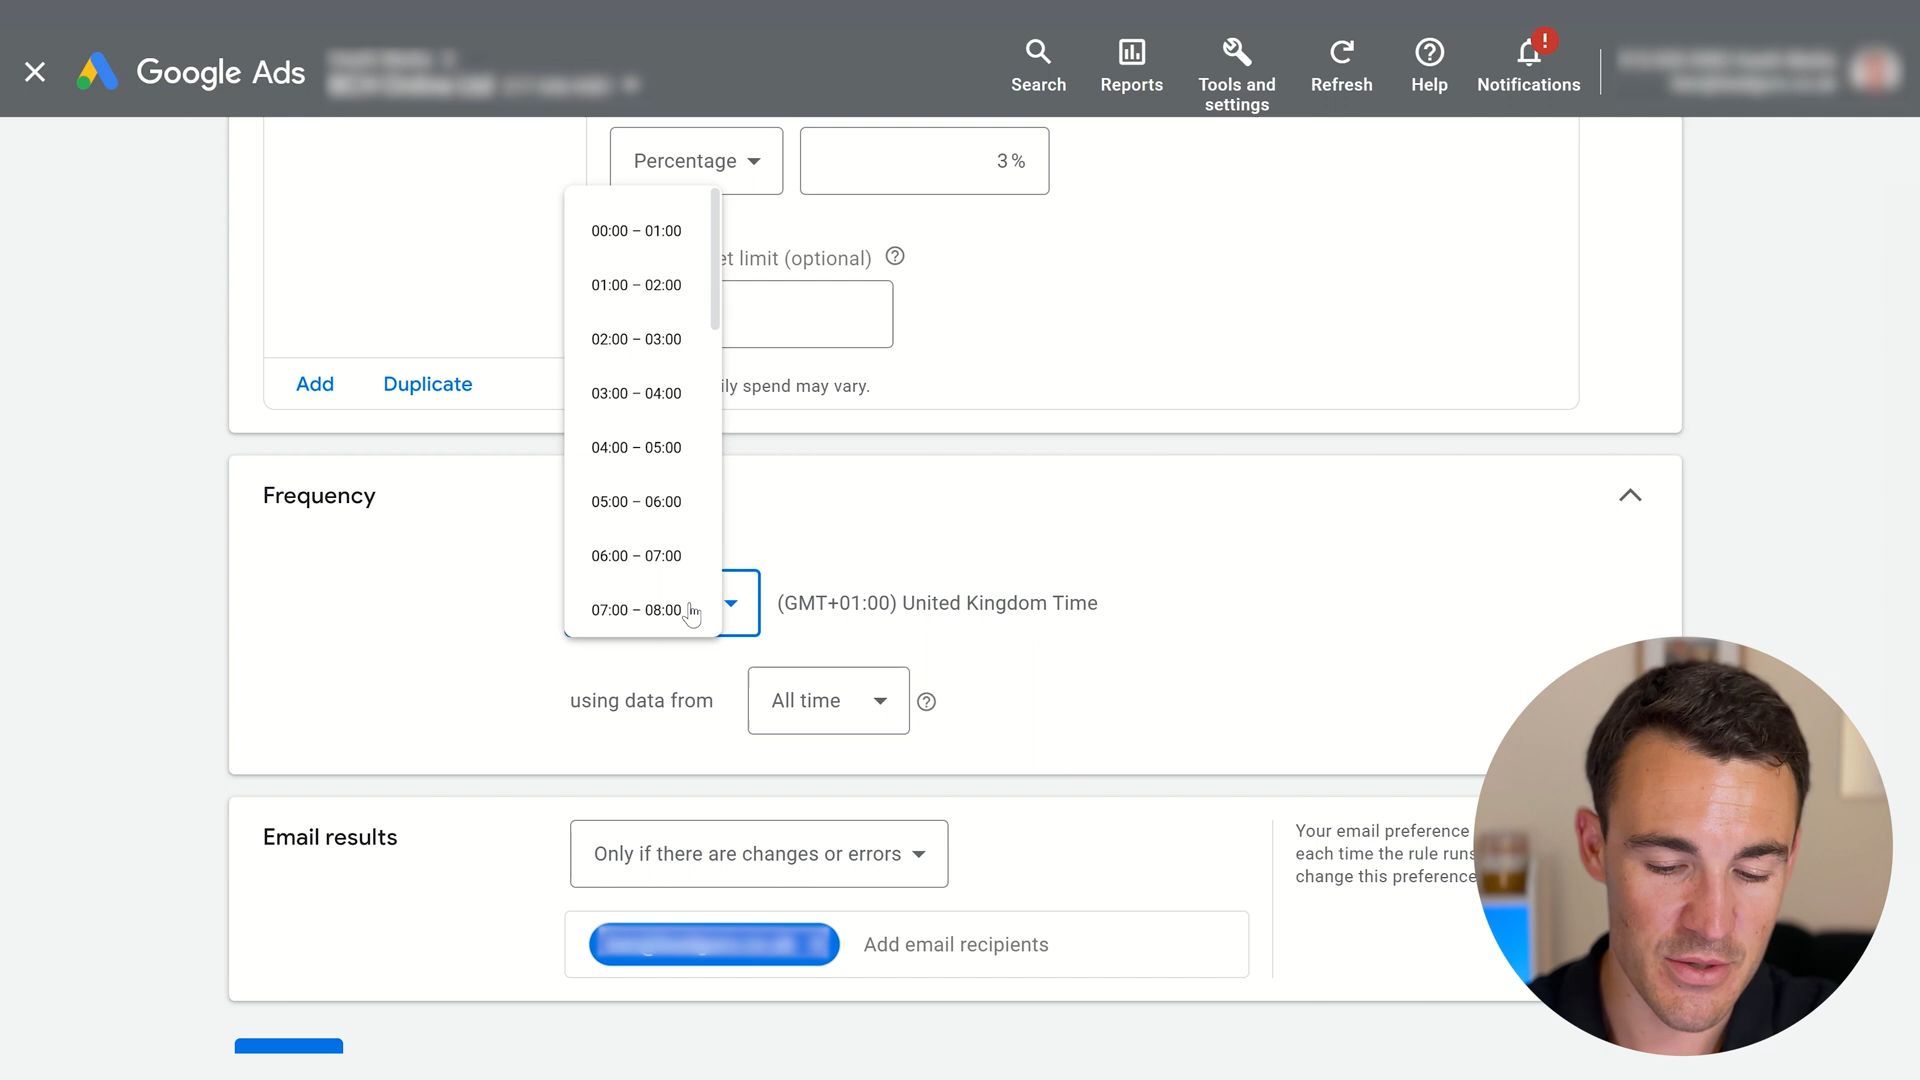 Google Ads
Search
Reports
Tools and
settings
Refresh
Help
!
Notifications
Percentage
3 %
00:00 – 01:00
01:00 – 02:00
02:00 – 03:00
03:00 – 04:00
04:00 – 05:00
05:00 – 06:00
06:00 – 07:00
07:00 – 08:00
limit (optional)
Add
Duplicate
spend may vary.
Frequency
(GMT+01:00) United Kingdom Time
using data from
All time
Email results
Only if there are changes or errors
Add email recipients
Your email preference
each time the rule runs
change this preference